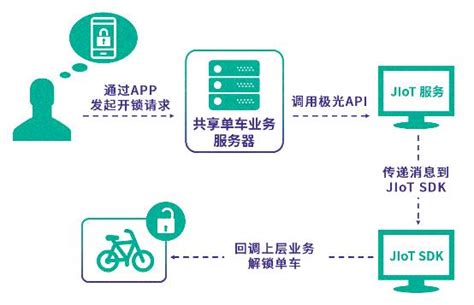 通过APP
发起开锁请求
共享单车业务
服务器
调用极光API
JIoT 服务
传递消息到
JIoT SDK
JIoT SDK
回调上层业务
解锁单车